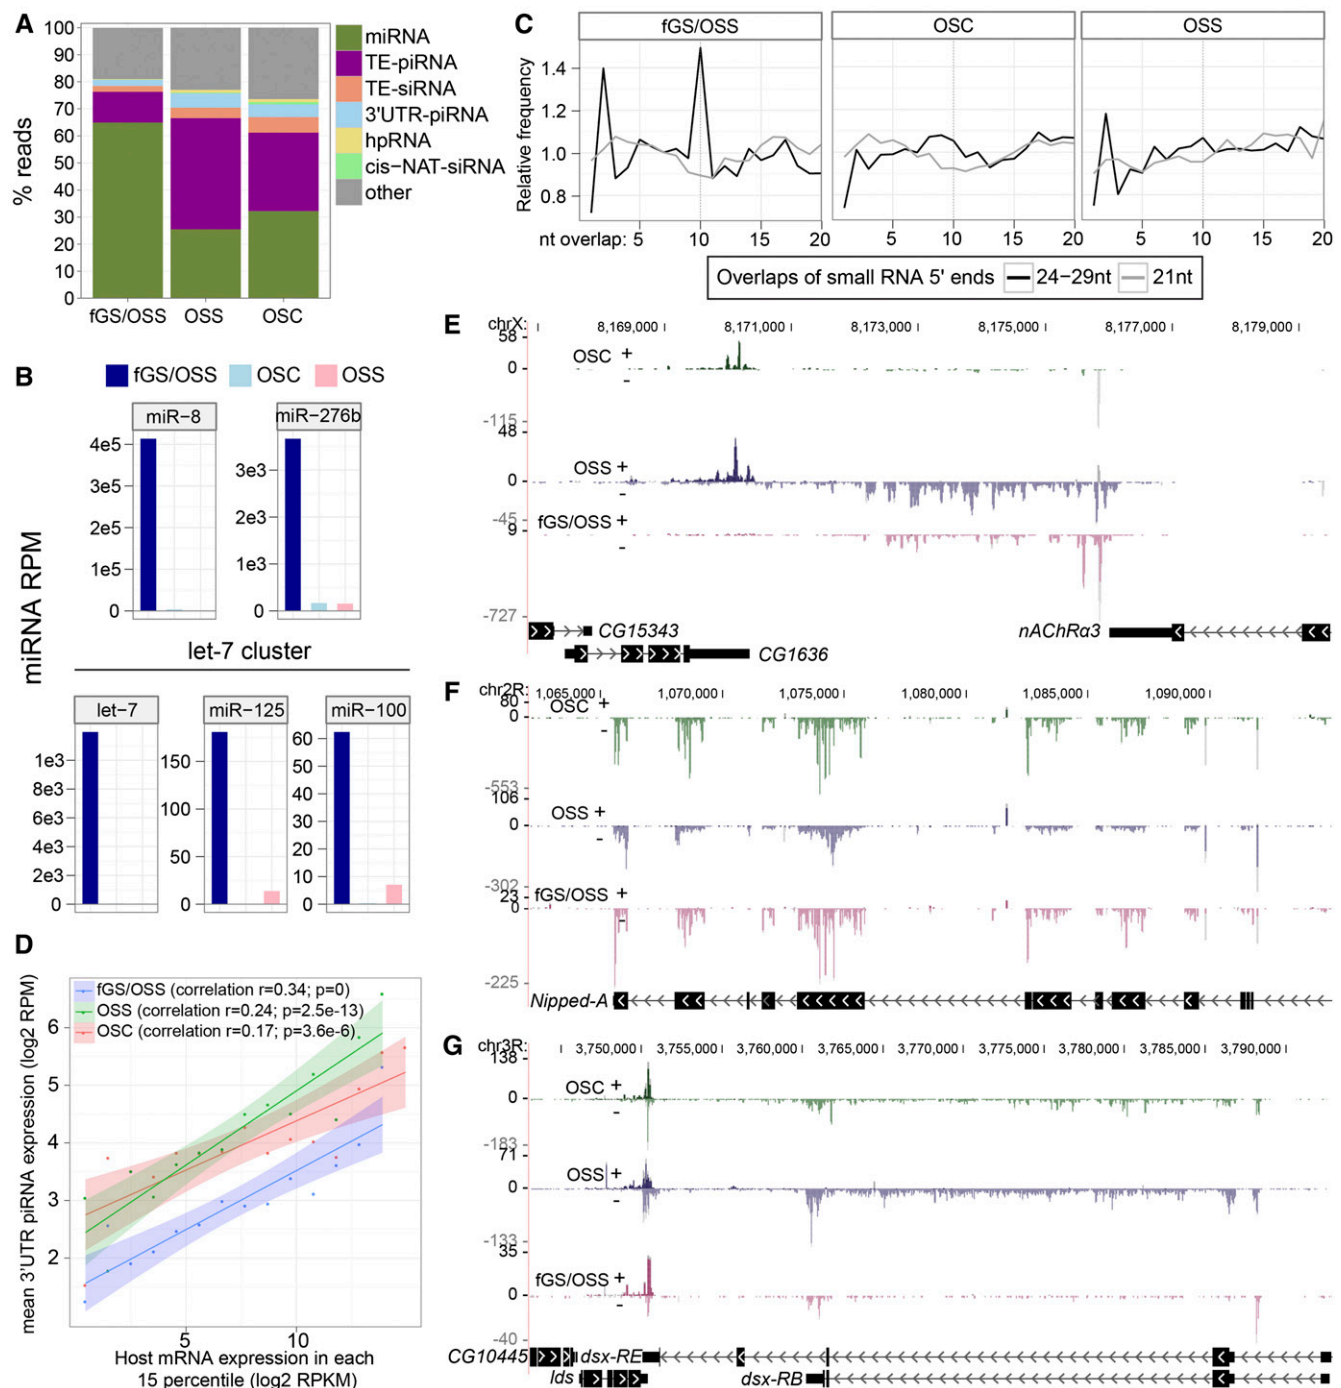 A
% reads
100
90
80
70
60
50
40
30
20
10
0
fGS/OSS OSS OSC
miRNA
TE-piRNA
TE-siRNA
3'UTR-piRNA
hpRNA
cis-NAT-siRNA
other
B
fGS/OSS OSC OSS
miRNA RPM
miR-8
4e5
3e5
2e5
1e5
0
miR-276b
3e3
2e3
1e3
0
let-7 cluster
let-7
1e3
8e3
6e3
4e3
2e3
0
miR-125
150
100
50
0
miR-100
60
50
40
30
20
10
0
C
fGS/OSS OSC OSS
Relative frequency
1.4
1.2
1.0
0.8
nt overlap: 5 10 15 20 5 10 15 20 5 10 15 20
Overlaps of small RNA 5' ends 24-29nt 21nt
D
mean 3'UTR piRNA expression (log2 RPM)
fGS/OSS (correlation r=0.34; p=0)
OSS (correlation r=0.24; p=2.5e-13)
OSC (correlation r=0.17; p=3.6e-6)
6
5
4
3
2
5 10
Host mRNA expression in each
15 percentile (log2 RPKM)
E
chrX: 8,169,000 8,171,000 8,173,000 8,175,000 8,177,000 8,179,000
58
OSC +
0
-
-115
48
OSS +
0
-
-45
9
fGS/OSS +
-
-727
CG15343
nAChRα3
CG1636
F
chr2R: 1,065,000 1,070,000 1,075,000 1,080,000 1,085,000 1,090,000
80
OSC +
0
-
-553
106
OSS +
0
-
-302
23
fGS/OSS +
0
-
-225
Nipped-A
G
chr3R: 3,750,000 3,755,000 3,760,000 3,765,000 3,770,000 3,775,000 3,780,000 3,785,000 3,790,000
138
OSC +
0
-
-183
71
OSS +
0
-
-133
35
fGS/OSS +
0
-
-40
CG10445 dsx-RE
lds dsx-RB